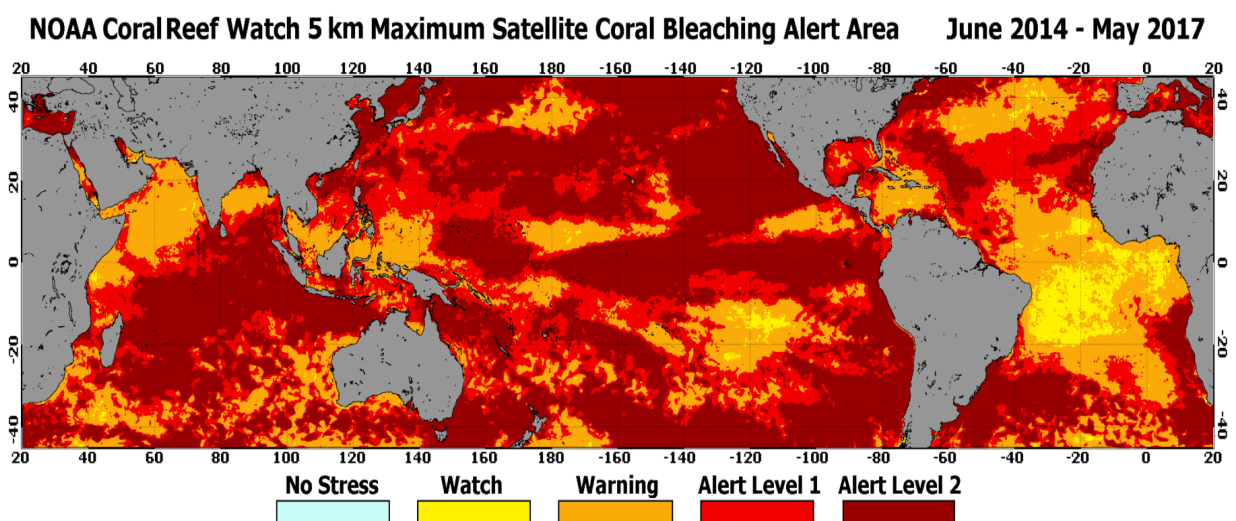 NOAA Coral Reef Watch 5 km Maximum Satellite Coral Bleaching Alert Area June 2014 - May 2017
20 40 60 80 100 120 140 160 180 -160 -140 -120 -100 -80 -60 -40 -20 0 20
40 40
20 20
0 0
-20 -20
-40 -40
20 40 60 80 100 120 140 160 180 -160 -140 -120 -100 -80 -60 -40 -20 0 20
No Stress Watch Warning Alert Level 1 Alert Level 2